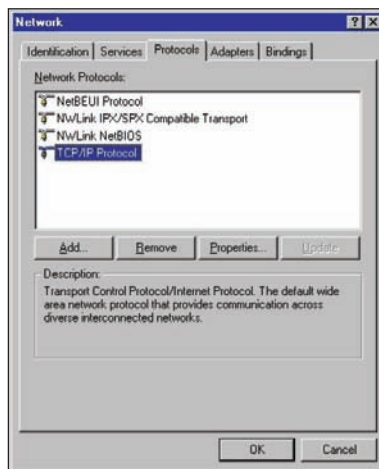 Network
Identification Services Protocols Adapters Bindings
Network Protocols:
NetBEUI Protocol
NWLink IPX/SPX Compatible Transport
NWLink NetBIOS
TCP/IP Protocol
Add... Remove Properties... Update
Description:
Transport Control Protocol/Internet Protocol. The default wide
area network protocol that provides communication across
diverse interconnected networks.
OK Cancel